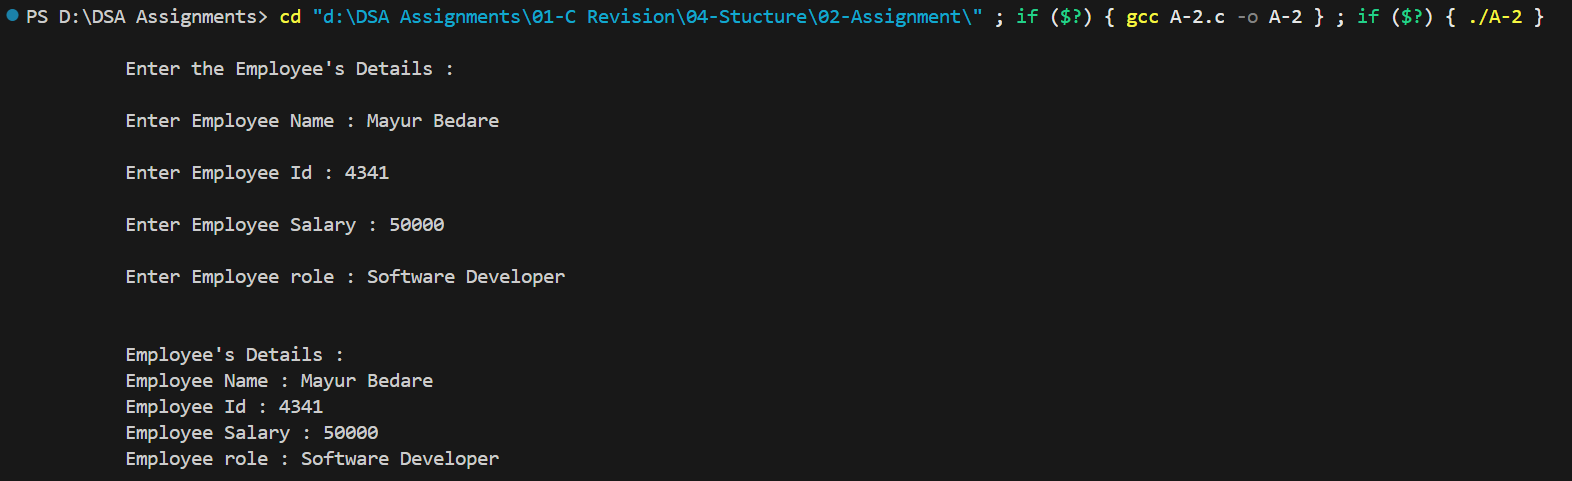 PS D:\DSA Assignments> cd "d:\DSA Assignments\01-C Revision\04-Stucture\02-Assignment\" ; if ($?) { gcc A-2.c -o A-2 } ; if ($?) { ./A-2 }
Enter the Employee's Details :
Enter Employee Name : Mayur Bedare
Enter Employee Id : 4341
Enter Employee Salary : 50000
Enter Employee role : Software Developer
Employee's Details :
Employee Name : Mayur Bedare
Employee Id : 4341
Employee Salary : 50000
Employee role : Software Developer